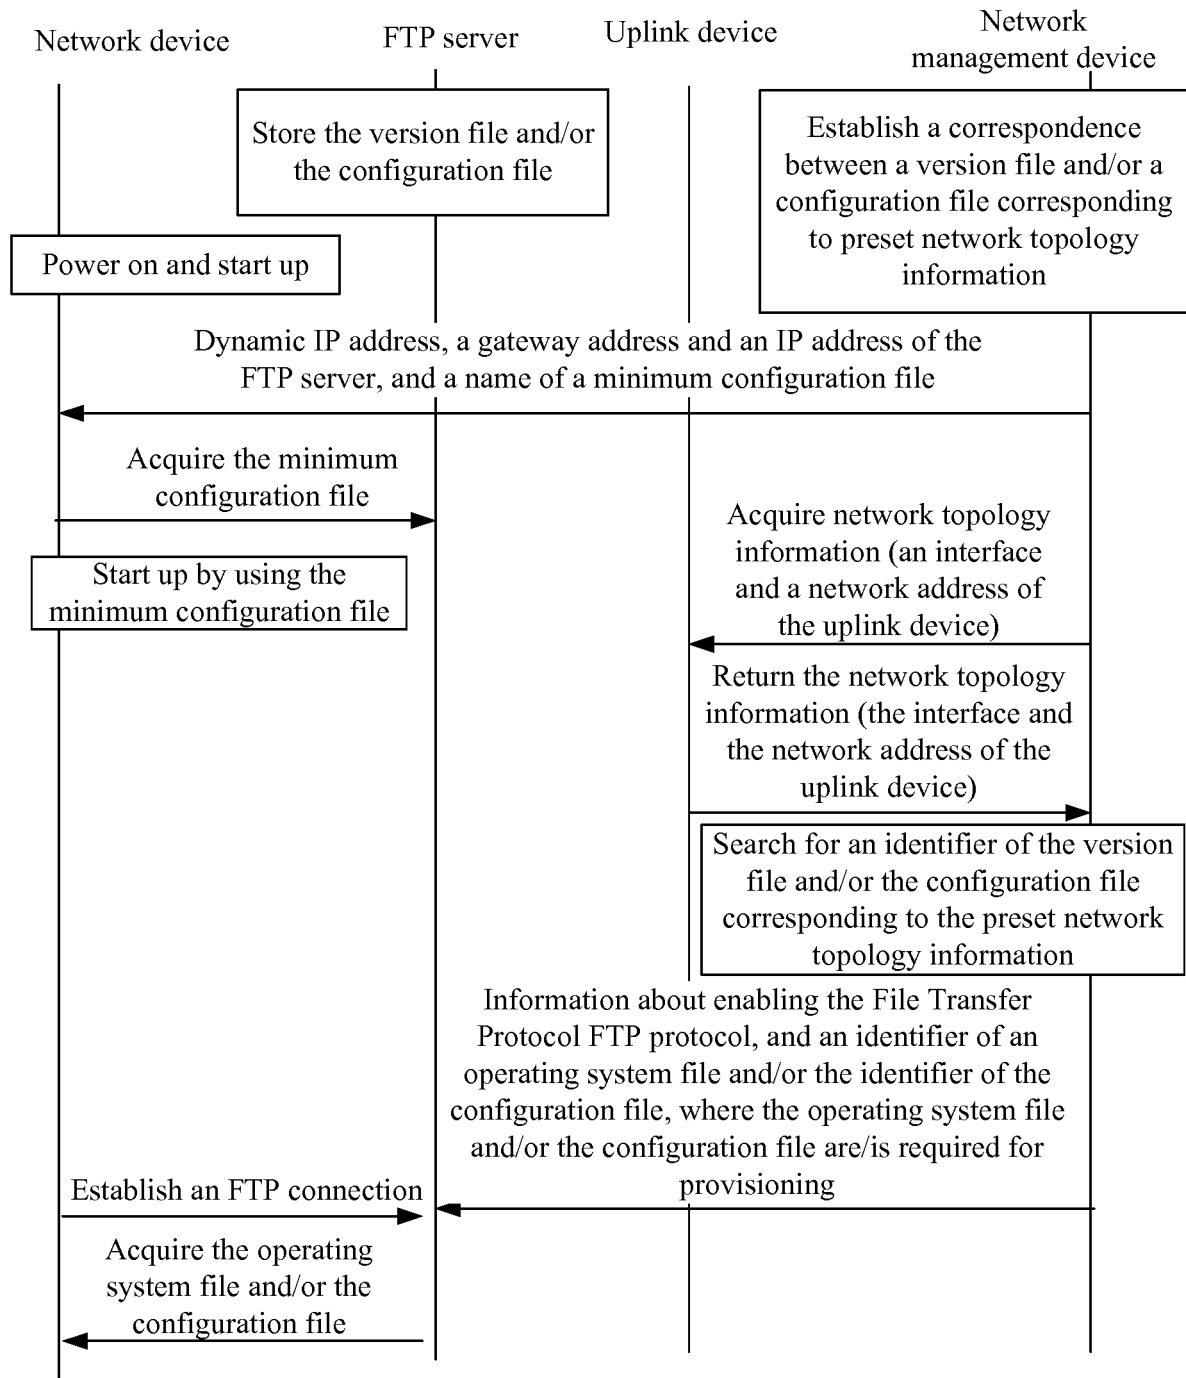 Network device
FTP server
Uplink device
Network
management device
Store the version file and/or
the configuration file
Establish a correspondence
between a version file and/or a
configuration file corresponding
to preset network topology
information
Power on and start up
Dynamic IP address, a gateway address and an IP address of the
FTP server, and a name of a minimum configuration file
Acquire the minimum
configuration file
Start up by using the
minimum configuration file
Acquire network topology
information (an interface
and a network address of
the uplink device)
Return the network topology
information (the interface and
the network address of the
uplink device)
Search for an identifier of the version
file and/or the configuration file
corresponding to the preset network
topology information
Information about enabling the File Transfer
Protocol FTP protocol, and an identifier of an
operating system file and/or the identifier of the
configuration file, where the operating system file
and/or the configuration file are/is required for
provisioning
Establish an FTP connection
Acquire the operating
system file and/or the
configuration file